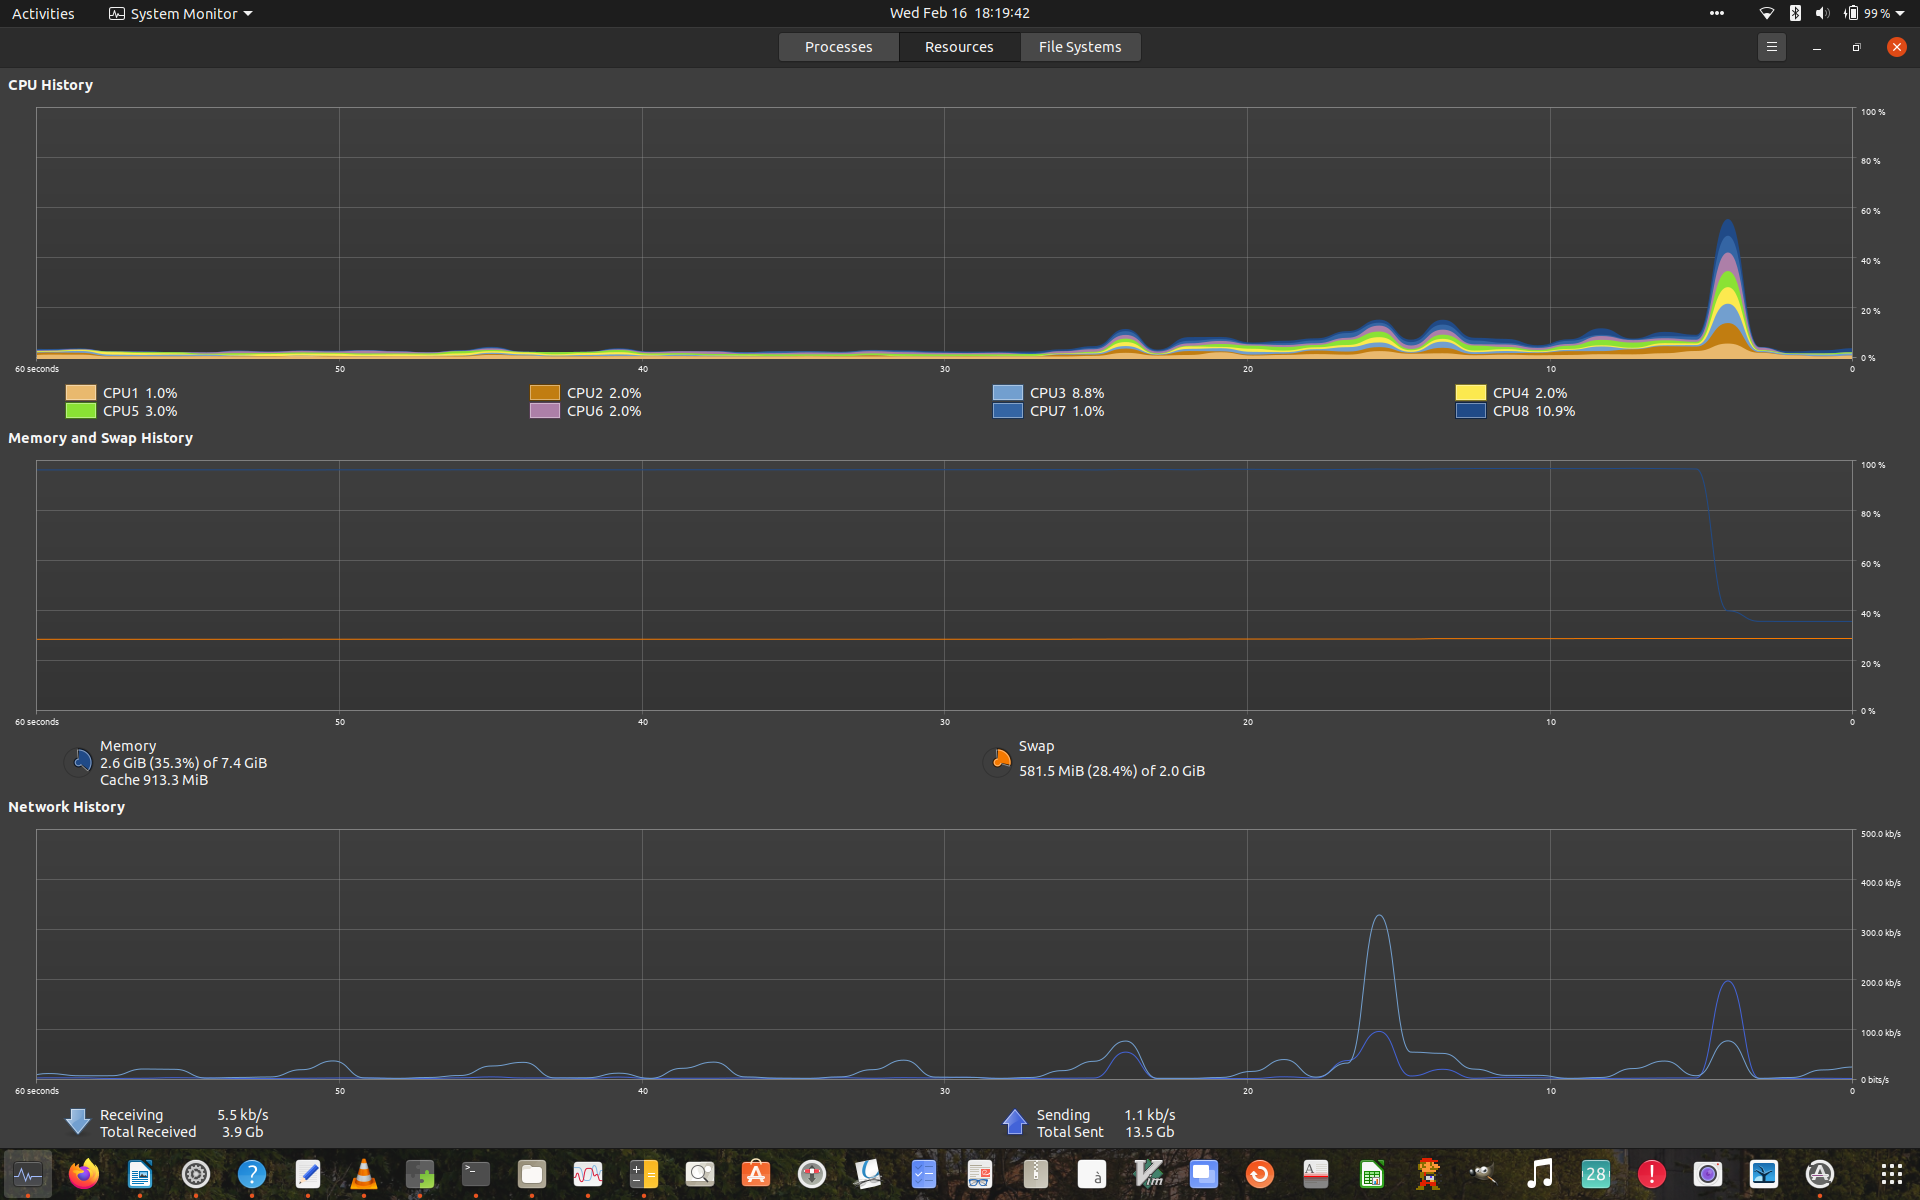 Activities System Monitor Wed Feb 16 18:19:42 99 %
Processes Resources File Systems
CPU History
100 %
80 %
60 %
40 %
20 %
0 %
60 seconds 50 40 30 20 10 0
CPU1 1.0% CPU2 2.0% CPU3 8.8% CPU4 2.0%
CPU5 3.0% CPU6 2.0% CPU7 1.0% CPU8 10.9%
Memory and Swap History
100 %
80 %
60 %
40 %
20 %
0 %
60 seconds 50 40 30 20 10 0
Memory Swap
2.6 GiB (35.3%) of 7.4 GiB 581.5 MiB (28.4%) of 2.0 GiB
Cache 913.3 MiB
Network History
500.0 kb/s
400.0 kb/s
300.0 kb/s
200.0 kb/s
100.0 kb/s
0 bits/s
60 seconds 50 40 30 20 10 0
Receiving 5.5 kb/s Sending 1.1 kb/s
Total Received 3.9 Gb Total Sent 13.5 Gb
? >_ à Vim A 28 !